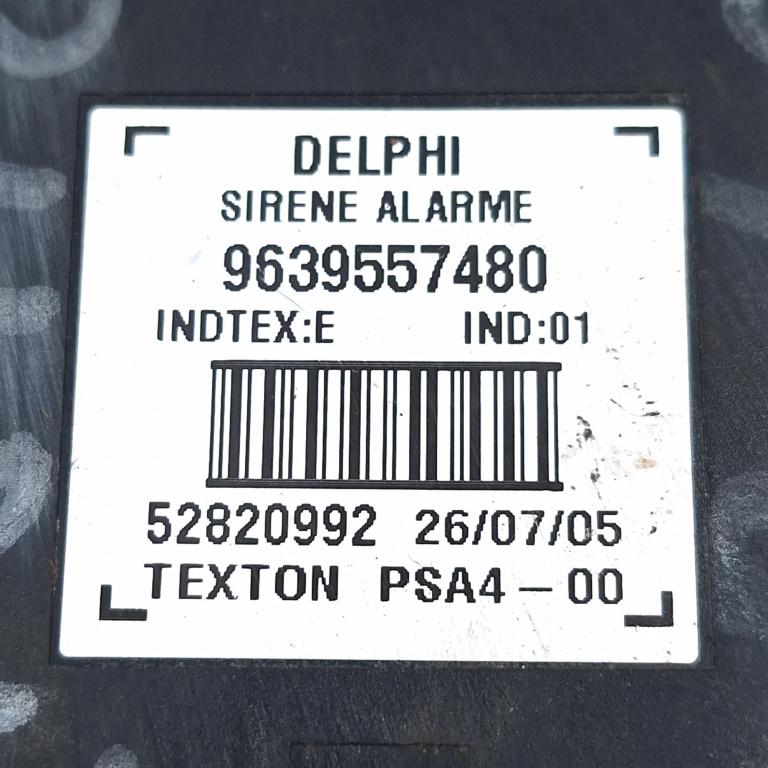 DELPHI
SIRENE ALARME
9639557480
INDTEX:E IND:01
52820992 26/07/05
TEXTON PSA4-00